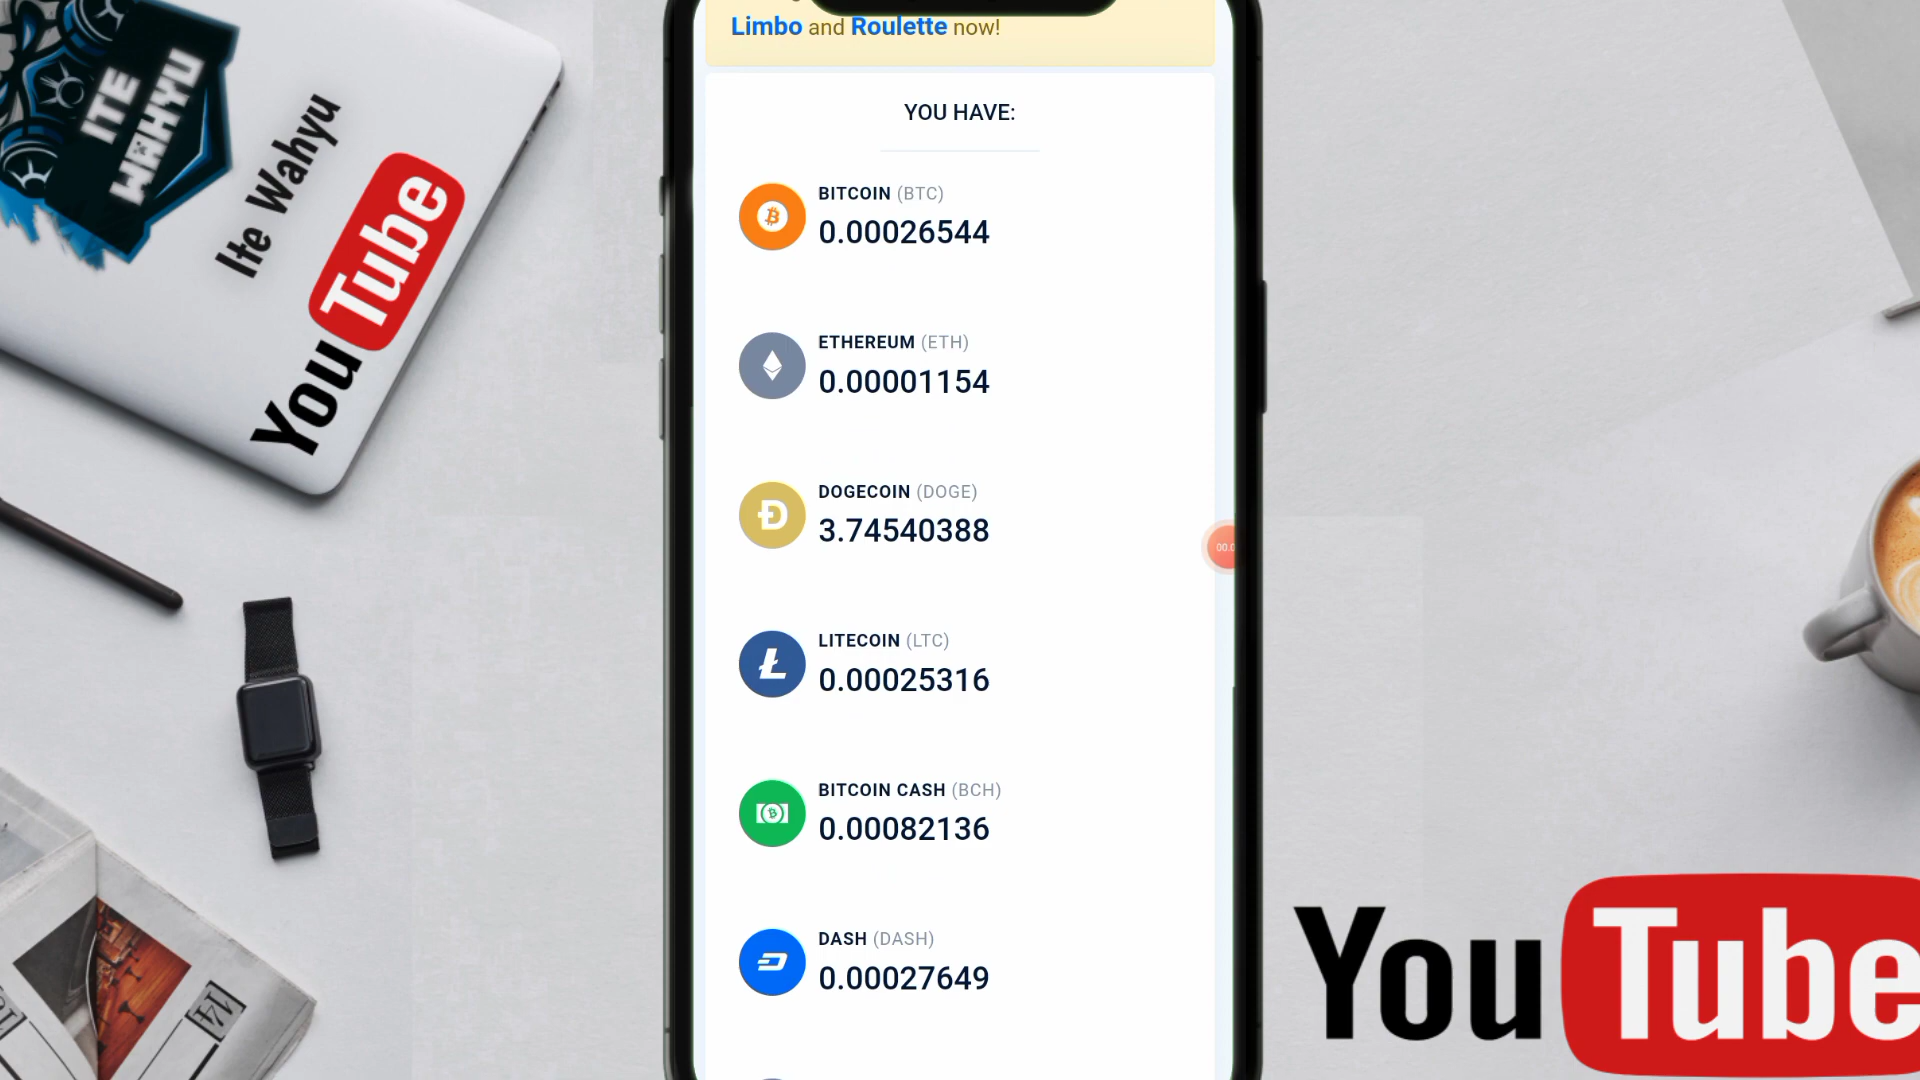 Limbo and Roulette now!
YOU HAVE:
BITCOIN (BTC)
0.00026544
ETHEREUM (ETH)
0.00001154
DOGECOIN (DOGE)
3.74540388
LITECOIN (LTC)
0.00025316
BITCOIN CASH (BCH)
0.00082136
DASH (DASH)
0.00027649
ITE
WAHYU
Ite Wahyu
YouTube
YouTube